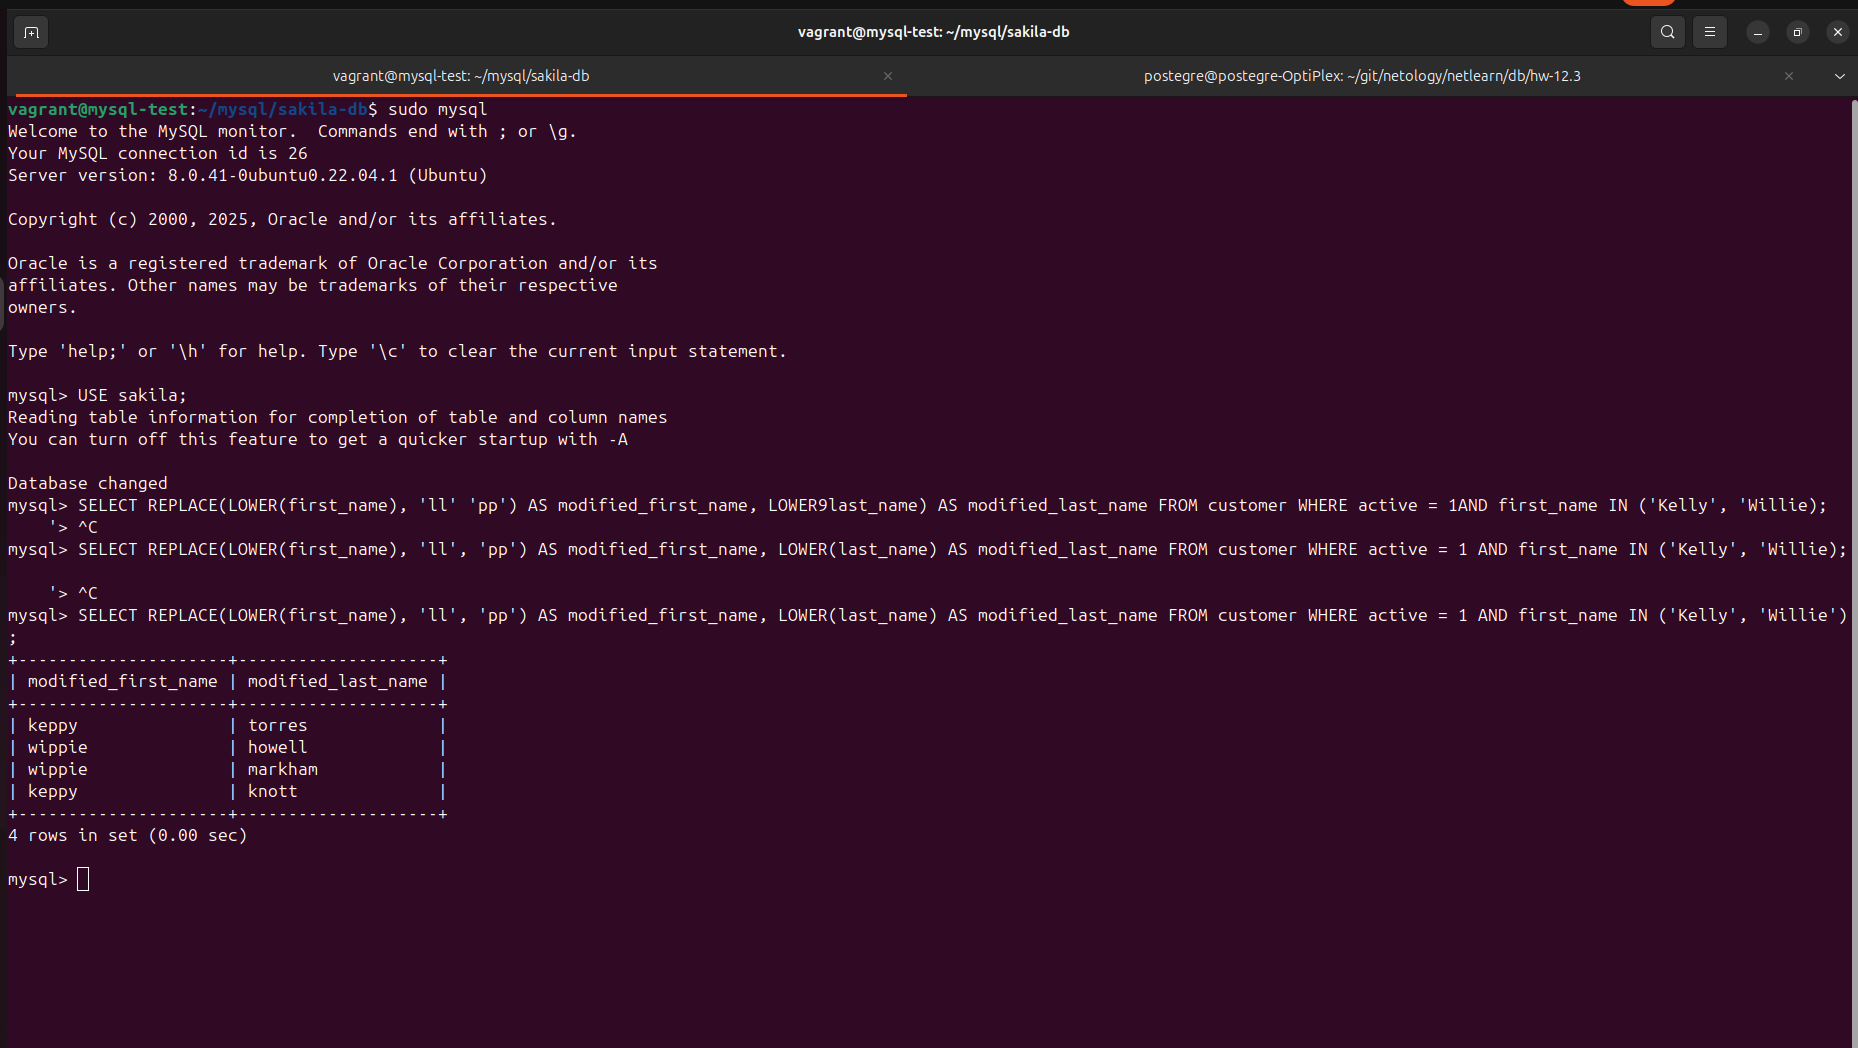 vagrant@mysql-test: ~/mysql/sakila-db
vagrant@mysql-test: ~/mysql/sakila-db
postegre@postegre-OptiPlex: ~/git/netology/netlearn/db/hw-12.3
vagrant@mysql-test:~/mysql/sakila-db$ sudo mysql
Welcome to the MySQL monitor.  Commands end with ; or \g.
Your MySQL connection id is 26
Server version: 8.0.41-0ubuntu0.22.04.1 (Ubuntu)
Copyright (c) 2000, 2025, Oracle and/or its affiliates.
Oracle is a registered trademark of Oracle Corporation and/or its
affiliates. Other names may be trademarks of their respective
owners.
Type 'help;' or '\h' for help. Type '\c' to clear the current input statement.
mysql> USE sakila;
Reading table information for completion of table and column names
You can turn off this feature to get a quicker startup with -A
Database changed
mysql> SELECT REPLACE(LOWER(first_name), 'll' 'pp') AS modified_first_name, LOWER9last_name) AS modified_last_name FROM customer WHERE active = 1AND first_name IN ('Kelly', 'Willie);
    '> ^C
mysql> SELECT REPLACE(LOWER(first_name), 'll', 'pp') AS modified_first_name, LOWER(last_name) AS modified_last_name FROM customer WHERE active = 1 AND first_name IN ('Kelly', 'Willie);
    '> ^C
mysql> SELECT REPLACE(LOWER(first_name), 'll', 'pp') AS modified_first_name, LOWER(last_name) AS modified_last_name FROM customer WHERE active = 1 AND first_name IN ('Kelly', 'Willie')
;
+---------------------+--------------------+
| modified_first_name | modified_last_name |
+---------------------+--------------------+
| keppy               | torres             |
| wippie              | howell             |
| wippie              | markham            |
| keppy               | knott              |
+---------------------+--------------------+
4 rows in set (0.00 sec)
mysql>